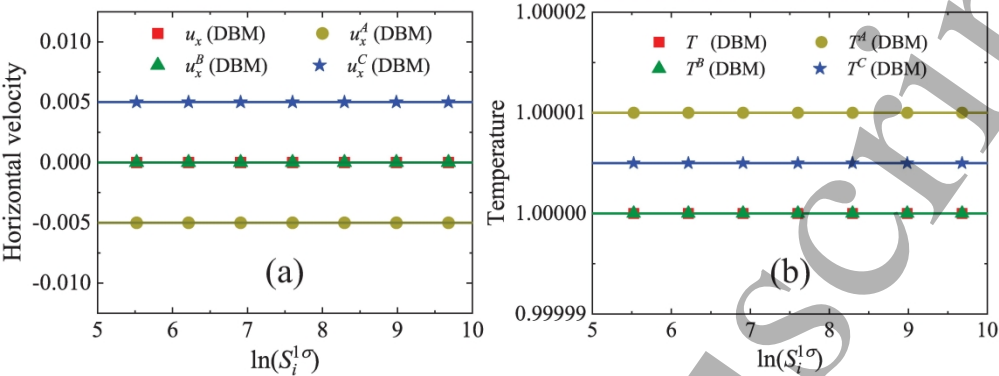 0.010
0.005
0.000
-0.005
-0.010
Horizontal velocity
u_x (DBM) u_x^A (DBM)
u_x^B (DBM) u_x^C (DBM)
(a)
5 6 7 8 9 10
ln(S_i^{1σ})
1.00002
1.00001
1.00000
0.99999
Temperature
T (DBM) T^A (DBM)
T^B (DBM) T^C (DBM)
(b)
5 6 7 8 9 10
ln(S_i^{1σ})